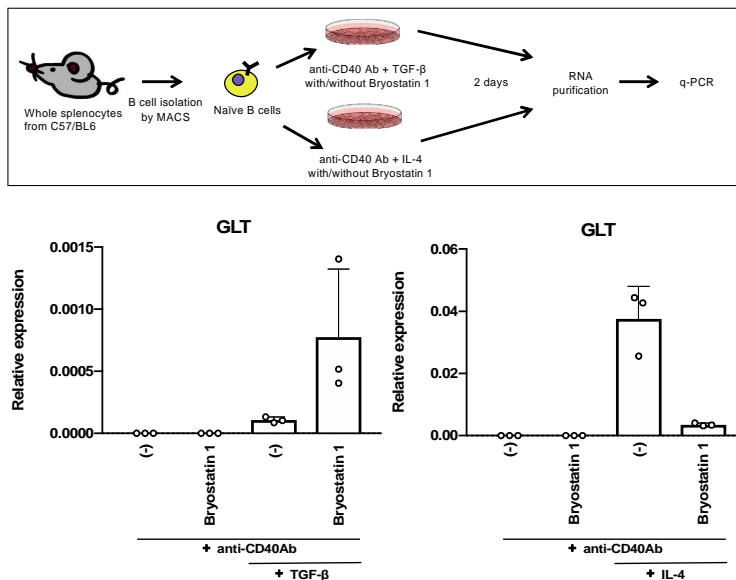 Whole splenocytes
from C57/BL6
B cell isolation
by MACS
Naïve B cells
anti-CD40 Ab + TGF-β
with/without Bryostatin 1
anti-CD40 Ab + IL-4
with/without Bryostatin 1
2 days
RNA
purification
q-PCR
GLT
Relative expression
0.0015
0.0010
0.0005
0.0000
(-)
Bryostatin 1
(-)
Bryostatin 1
+ anti-CD40Ab
+ TGF-β
GLT
Relative expression
0.06
0.04
0.02
0.00
(-)
Bryostatin 1
(-)
Bryostatin 1
+ anti-CD40Ab
+ IL-4